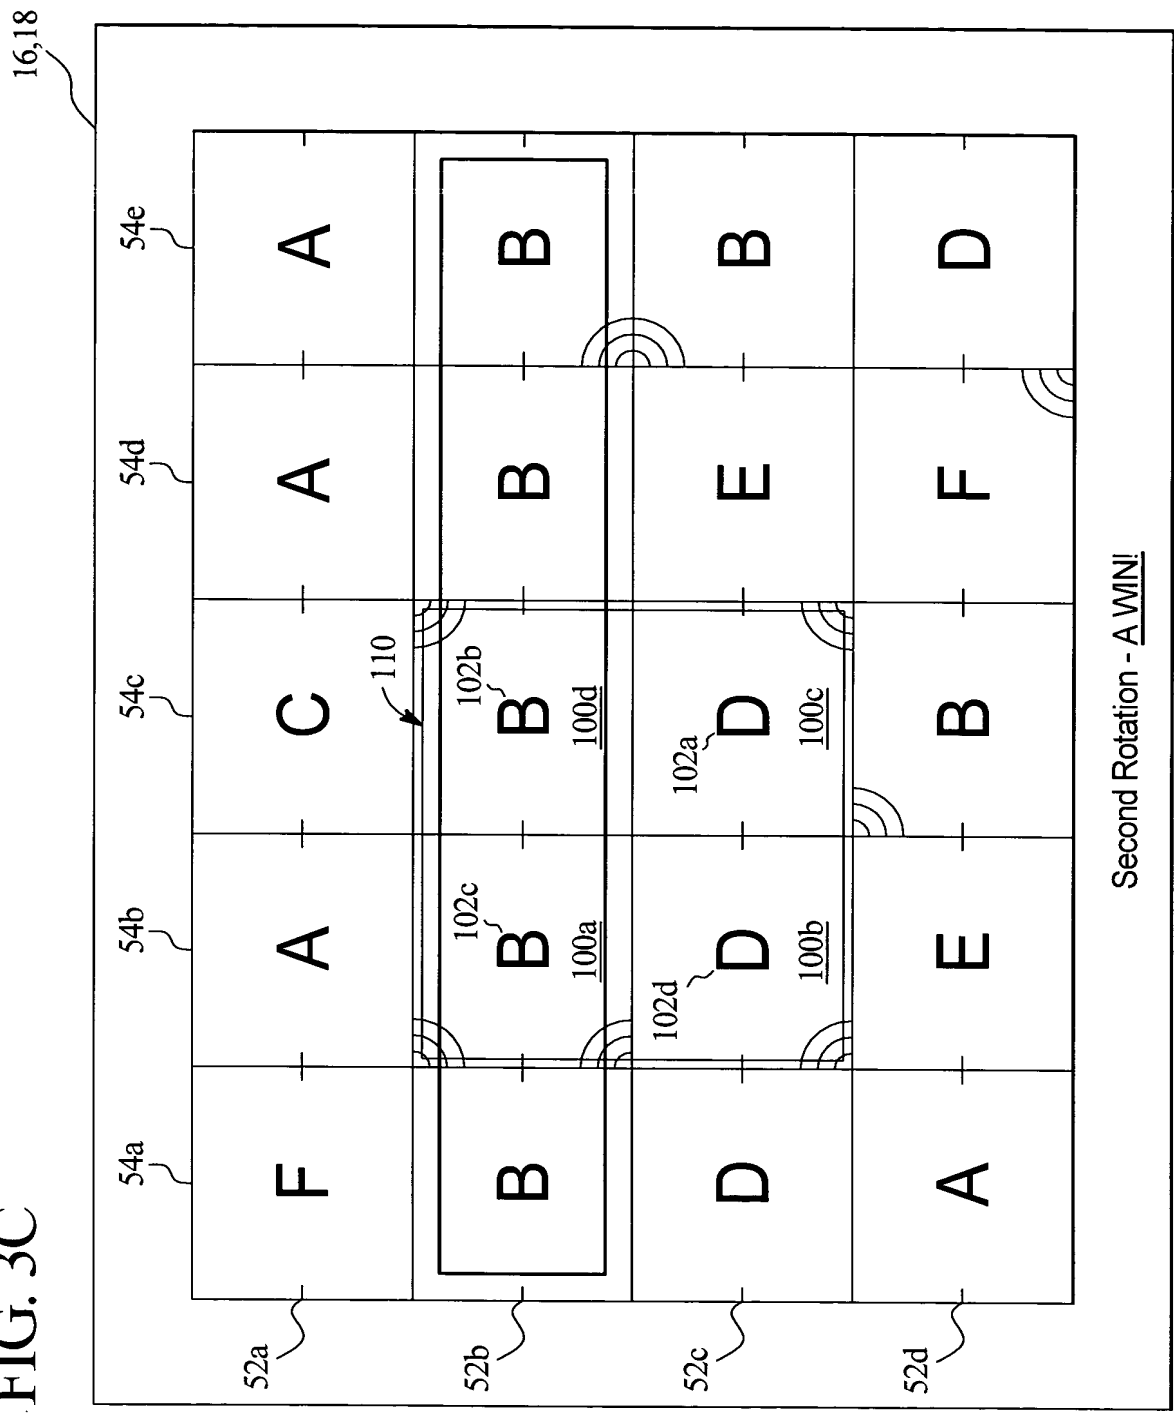 FIG. 3C
16,18
54a 54b 54c 54d 54e
52a F A C A A
110
52b B B B B B
102c 102b
100a 100d
52c D D D E B
102d 102a
100b 100c
52d A E B F D
Second Rotation - A WIN!